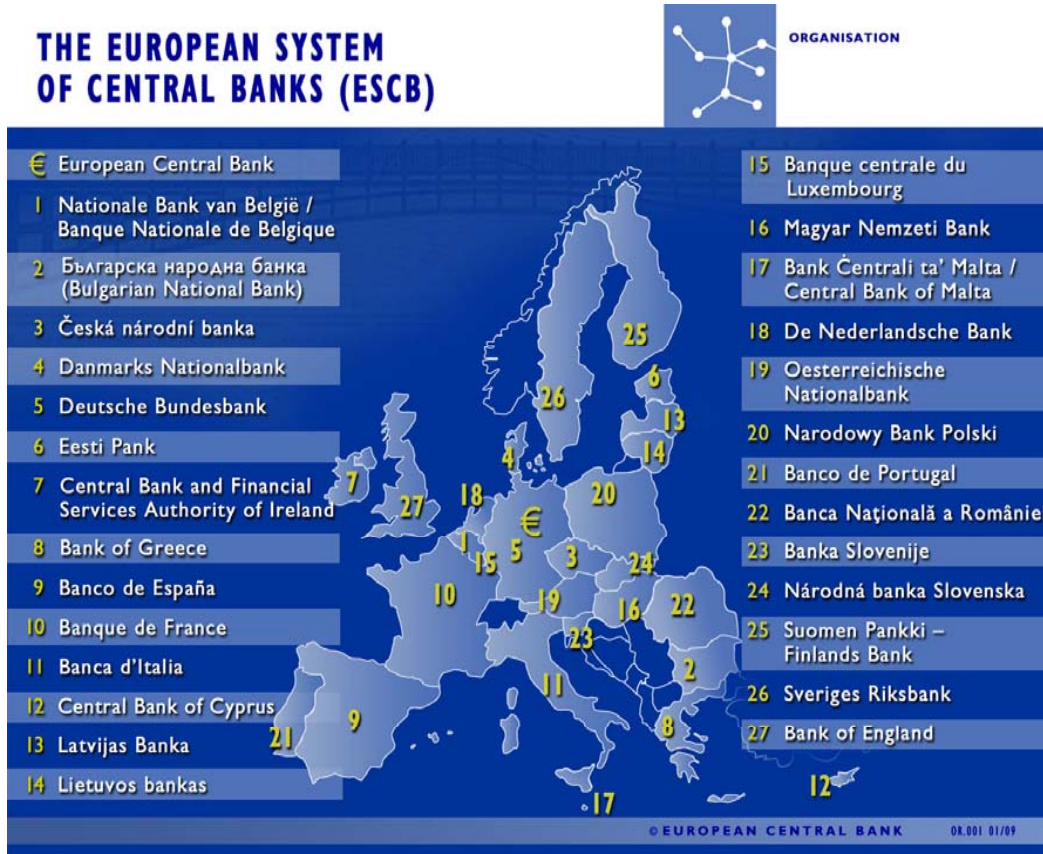 THE EUROPEAN SYSTEM
OF CENTRAL BANKS (ESCB)
ORGANISATION
€ European Central Bank
1 Nationale Bank van België /
Banque Nationale de Belgique
2 Българска народна банка
(Bulgarian National Bank)
3 Česká národní banka
4 Danmarks Nationalbank
5 Deutsche Bundesbank
6 Eesti Pank
7 Central Bank and Financial
Services Authority of Ireland
8 Bank of Greece
9 Banco de España
10 Banque de France
11 Banca d'Italia
12 Central Bank of Cyprus
13 Latvijas Banka
14 Lietuvos bankas
15 Banque centrale du
Luxembourg
16 Magyar Nemzeti Bank
17 Bank Ċentrali ta' Malta /
Central Bank of Malta
18 De Nederlandsche Bank
19 Oesterreichische
Nationalbank
20 Narodowy Bank Polski
21 Banco de Portugal
22 Banca Naţională a României
23 Banka Slovenije
24 Národná banka Slovenska
25 Suomen Pankki –
Finlands Bank
26 Sveriges Riksbank
27 Bank of England
25
6
26
13
14
4
7
27
18
20
€
1
5
3
15
24
10
19
16
22
23
2
11
8
9
21
12
17
© EUROPEAN CENTRAL BANK OR.001 01/09